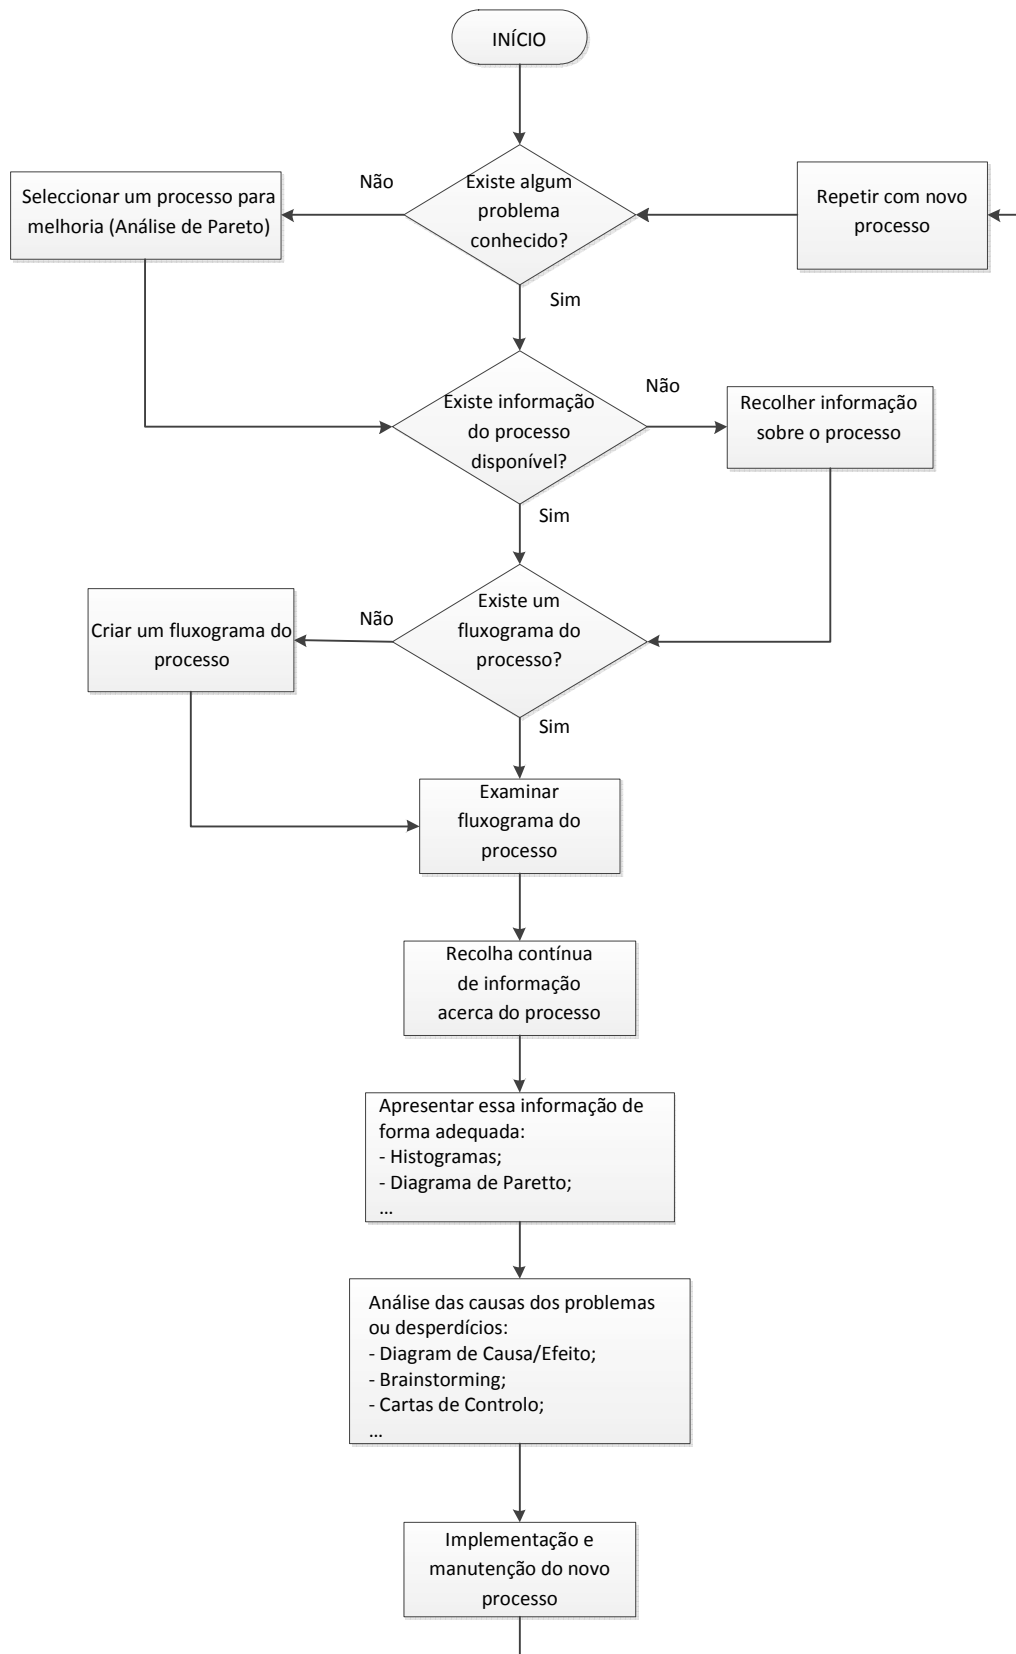 INÍCIO
Não
Existe algum
problema
conhecido?
Seleccionar um processo para
melhoria (Análise de Pareto)
Repetir com novo
processo
Sim
Existe informação
do processo
disponível?
Não
Recolher informação
sobre o processo
Sim
Existe um
fluxograma do
processo?
Não
Criar um fluxograma do
processo
Sim
Examinar
fluxograma do
processo
Recolha contínua
de informação
acerca do processo
Apresentar essa informação de
forma adequada:
- Histogramas;
- Diagrama de Paretto;
...
Análise das causas dos problemas
ou desperdícios:
- Diagram de Causa/Efeito;
- Brainstorming;
- Cartas de Controlo;
...
Implementação e
manutenção do novo
processo